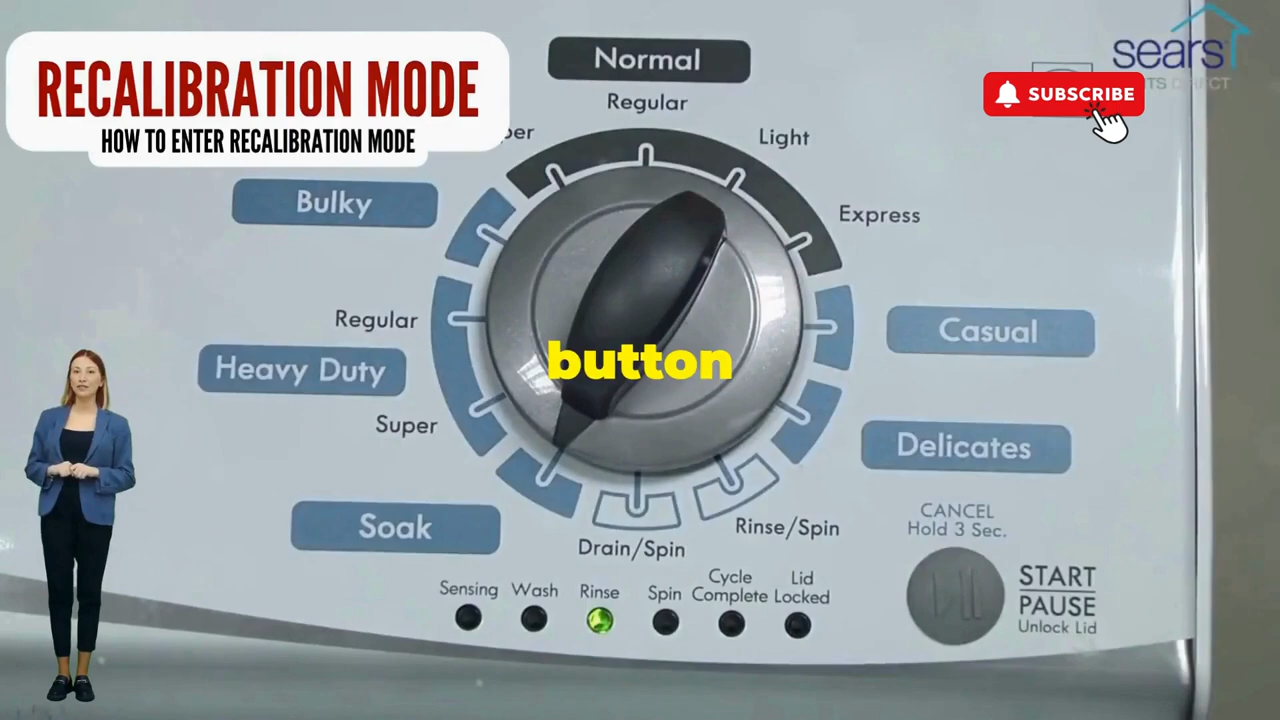 RECALIBRATION MODE
HOW TO ENTER RECALIBRATION MODE
sears
SUBSCRIBE
Normal
Regular
Light
Express
Bulky
Regular
Heavy Duty
Super
Casual
Delicates
button
Soak
Drain/Spin
Rinse/Spin
CANCEL
Hold 3 Sec.
START
PAUSE
Unlock Lid
Sensing
Wash
Rinse
Spin
Cycle
Complete
Lid
Locked